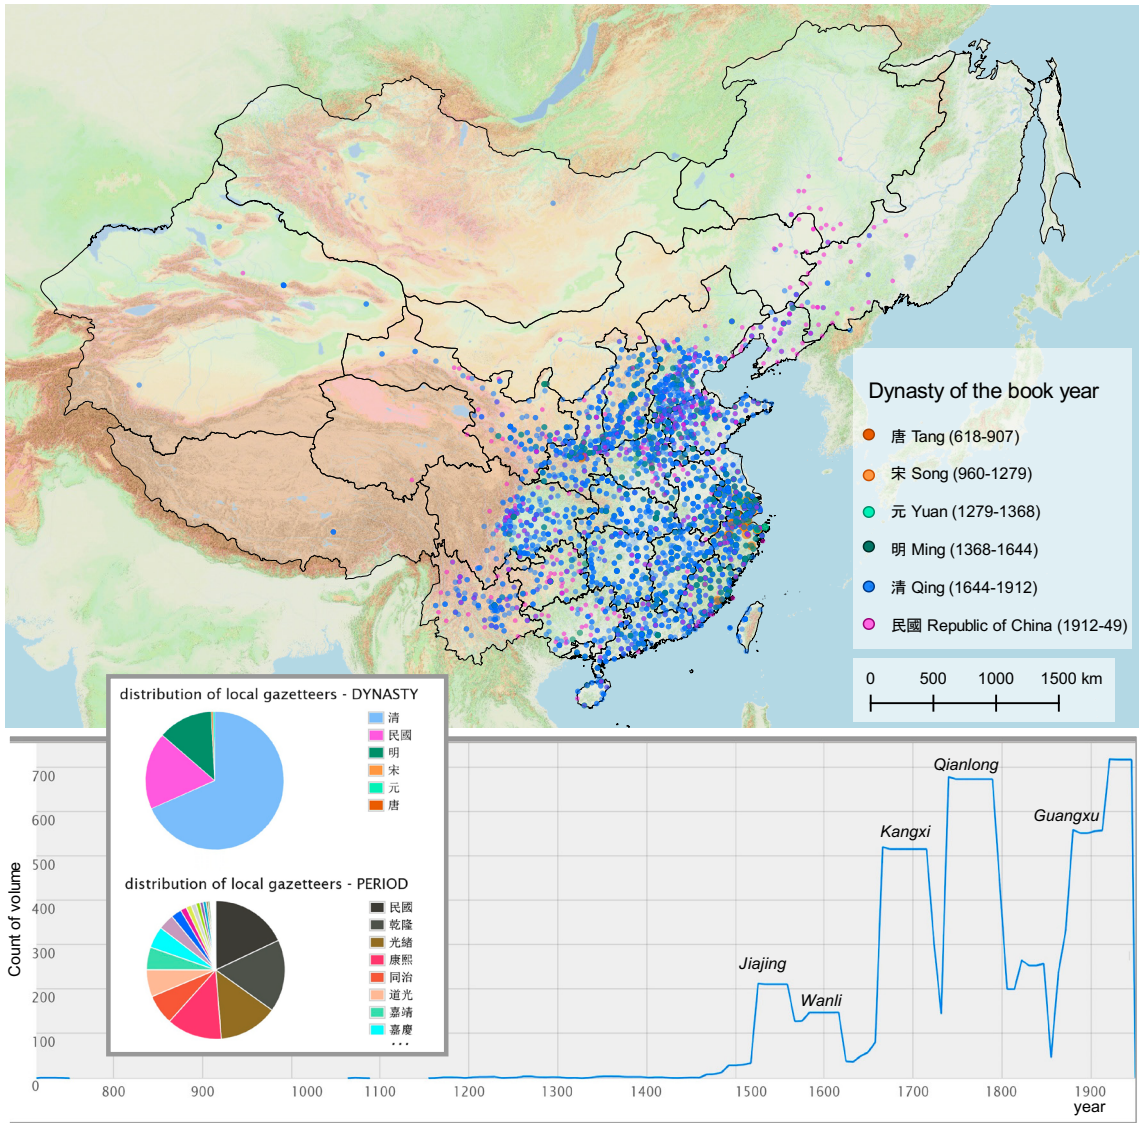 Dynasty of the book year
唐 Tang (618-907)
宋 Song (960-1279)
元 Yuan (1279-1368)
明 Ming (1368-1644)
清 Qing (1644-1912)
民國 Republic of China (1912-49)
0 500 1000 1500 km
distribution of local gazetteers - DYNASTY
清
民國
明
宋
元
唐
distribution of local gazetteers - PERIOD
民國
乾隆
光緒
康熙
同治
道光
嘉靖
嘉慶
...
Count of volume
700
600
500
400
300
200
100
0
Jiajing
Wanli
Kangxi
Qianlong
Guangxu
800 900 1000 1100 1200 1300 1400 1500 1600 1700 1800 1900
year